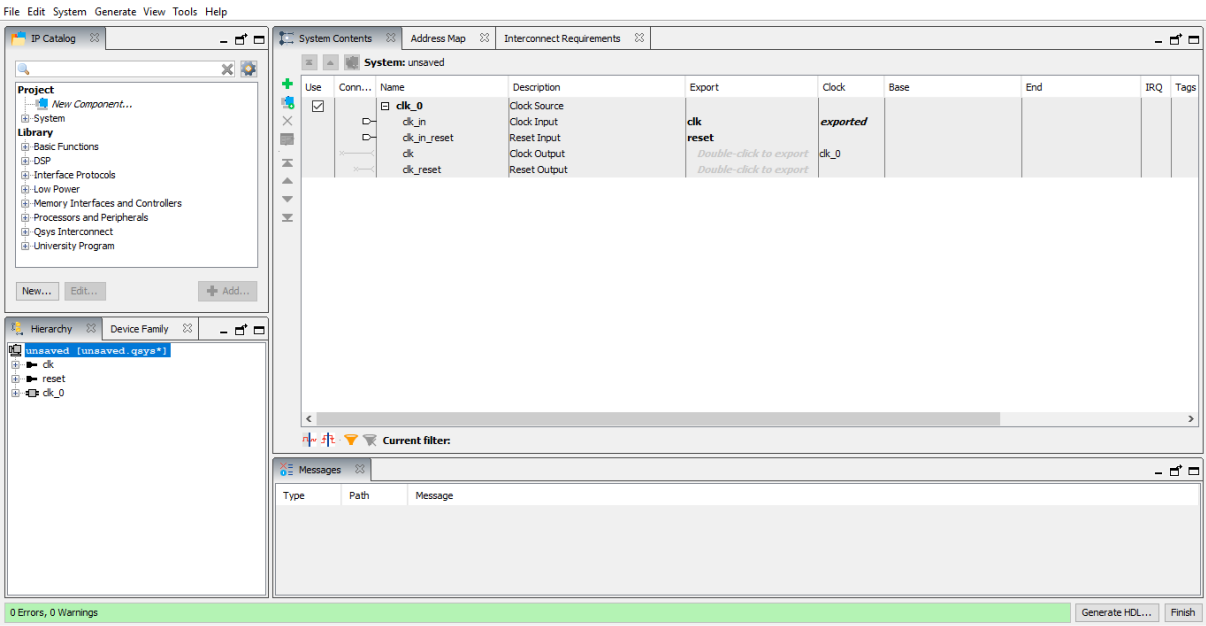 File Edit System Generate View Tools Help
IP Catalog
Project
New Component...
System
Library
Basic Functions
DSP
Interface Protocols
Low Power
Memory Interfaces and Controllers
Processors and Peripherals
Qsys Interconnect
University Program
New... Edit... Add...
Hierarchy Device Family
unsaved [unsaved.qsys*]
clk
reset
clk_0
System Contents Address Map Interconnect Requirements
System: unsaved
Use Conn... Name Description Export Clock Base End IRQ Tags
clk_0 Clock Source
clk_in Clock Input clk exported
clk_in_reset Reset Input reset
clk Clock Output Double-click to export clk_0
clk_reset Reset Output Double-click to export
Current filter:
Messages
Type Path Message
0 Errors, 0 Warnings Generate HDL... Finish